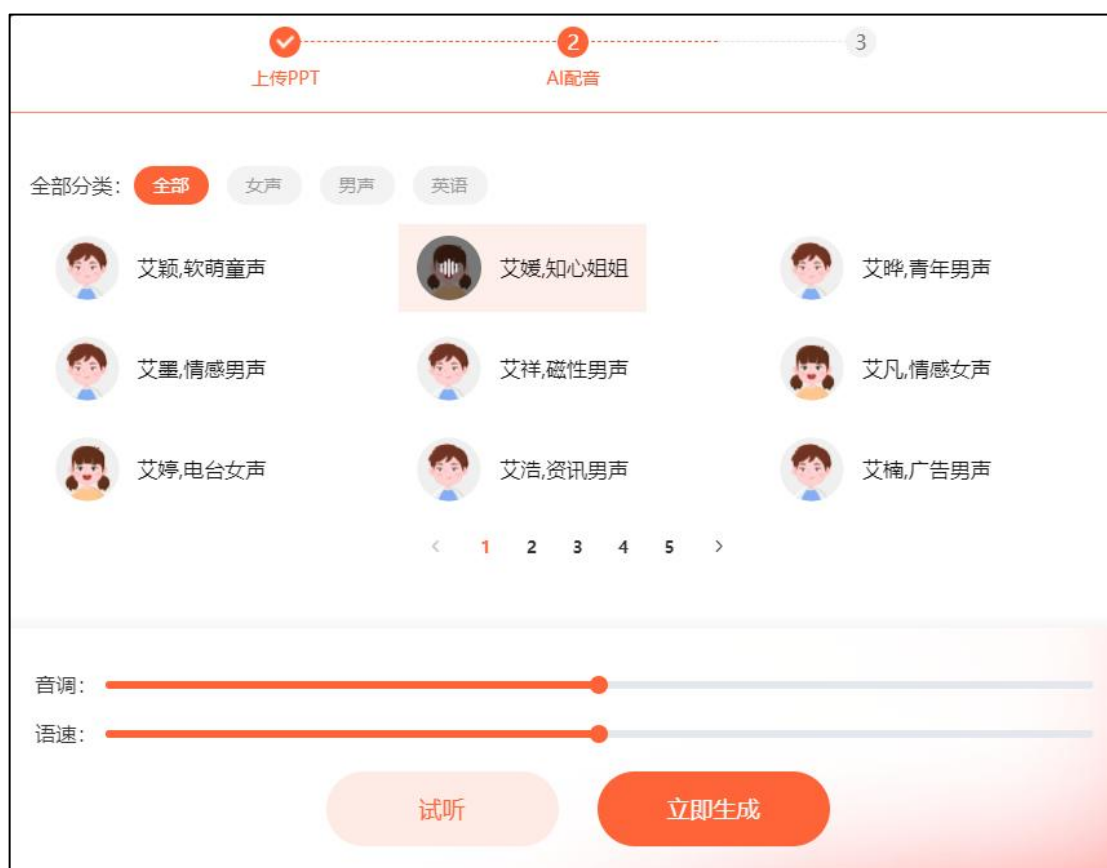 2 3
上传PPT AI配音
全部分类： 全部 女声 男声 英语
艾颖,软萌童声 艾媛,知心姐姐 艾晔,青年男声
艾墨,情感男声 艾祥,磁性男声 艾凡,情感女声
艾婷,电台女声 艾浩,资讯男声 艾楠,广告男声
< 1 2 3 4 5 >
音调：
语速：
试听 立即生成